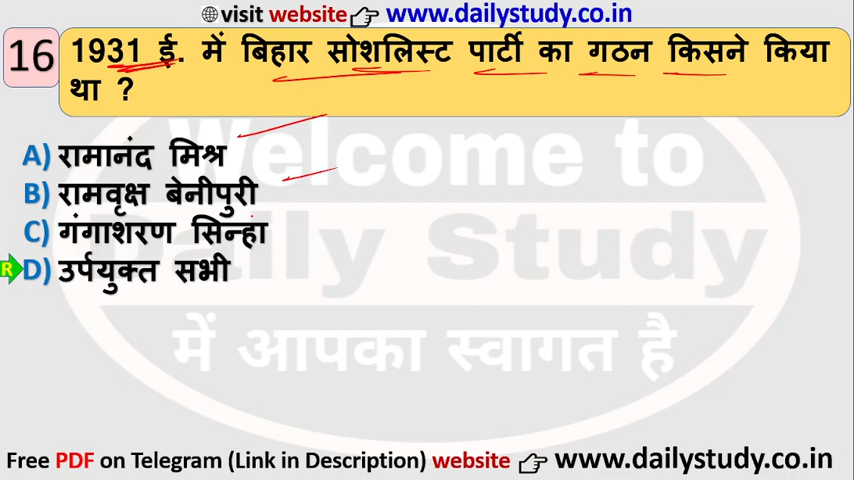 visit website www.dailystudy.co.in
16
1931 ई. में बिहार सोशलिस्ट पार्टी का गठन किसने किया
था ?
Welcome to
A) रामानंद मिश्र
B) रामवृक्ष बेनीपुरी
C) गंगाशरण सिन्हा
Daily Study
R D) उर्पयुक्त सभी
में आपका स्वागत है
Free PDF on Telegram (Link in Description) website www.dailystudy.co.in